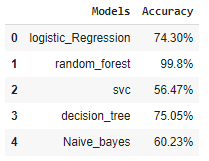 Models Accuracy
0 logistic_Regression 74.30%
1 random_forest 99.8%
2 svc 56.47%
3 decision_tree 75.05%
4 Naive_bayes 60.23%